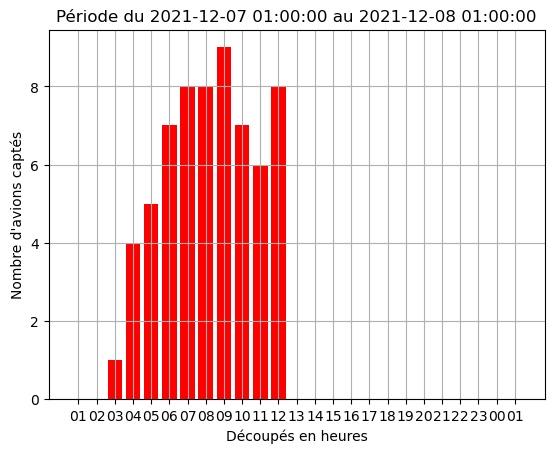 Période du 2021-12-07 01:00:00 au 2021-12-08 01:00:00
Nombre d'avions captés
8
6
4
2
0
01 02 03 04 05 06 07 08 09 10 11 12 13 14 15 16 17 18 19 20 21 22 23 00 01
Découpés en heures